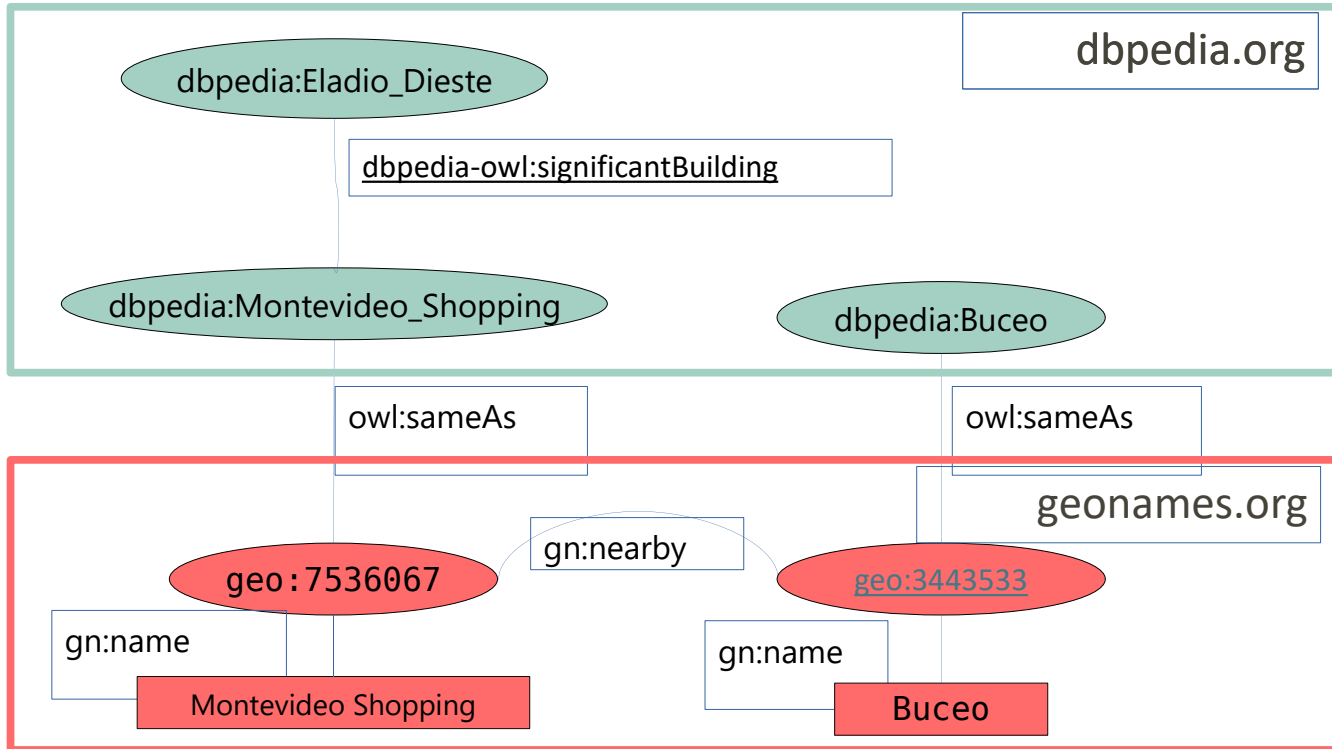 dbpedia.org
dbpedia:Eladio_Dieste
dbpedia-owl:significantBuilding
dbpedia:Montevideo_Shopping
dbpedia:Buceo
owl:sameAs
owl:sameAs
geonames.org
gn:nearby
geo:7536067
geo:3443533
gn:name
gn:name
Montevideo Shopping
Buceo